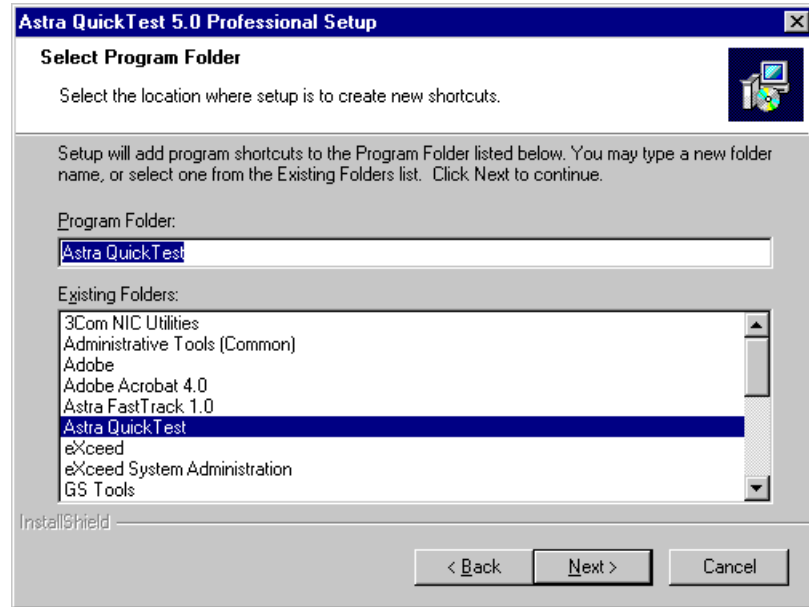 Astra QuickTest 5.0 Professional Setup
Select Program Folder
Select the location where setup is to create new shortcuts.
Setup will add program shortcuts to the Program Folder listed below. You may type a new folder
name, or select one from the Existing Folders list. Click Next to continue.
Program Folder:
Astra QuickTest
Existing Folders:
3Com NIC Utilities
Administrative Tools (Common)
Adobe
Adobe Acrobat 4.0
Astra FastTrack 1.0
Astra QuickTest
eXceed
eXceed System Administration
GS Tools
InstallShield
< Back
Next >
Cancel